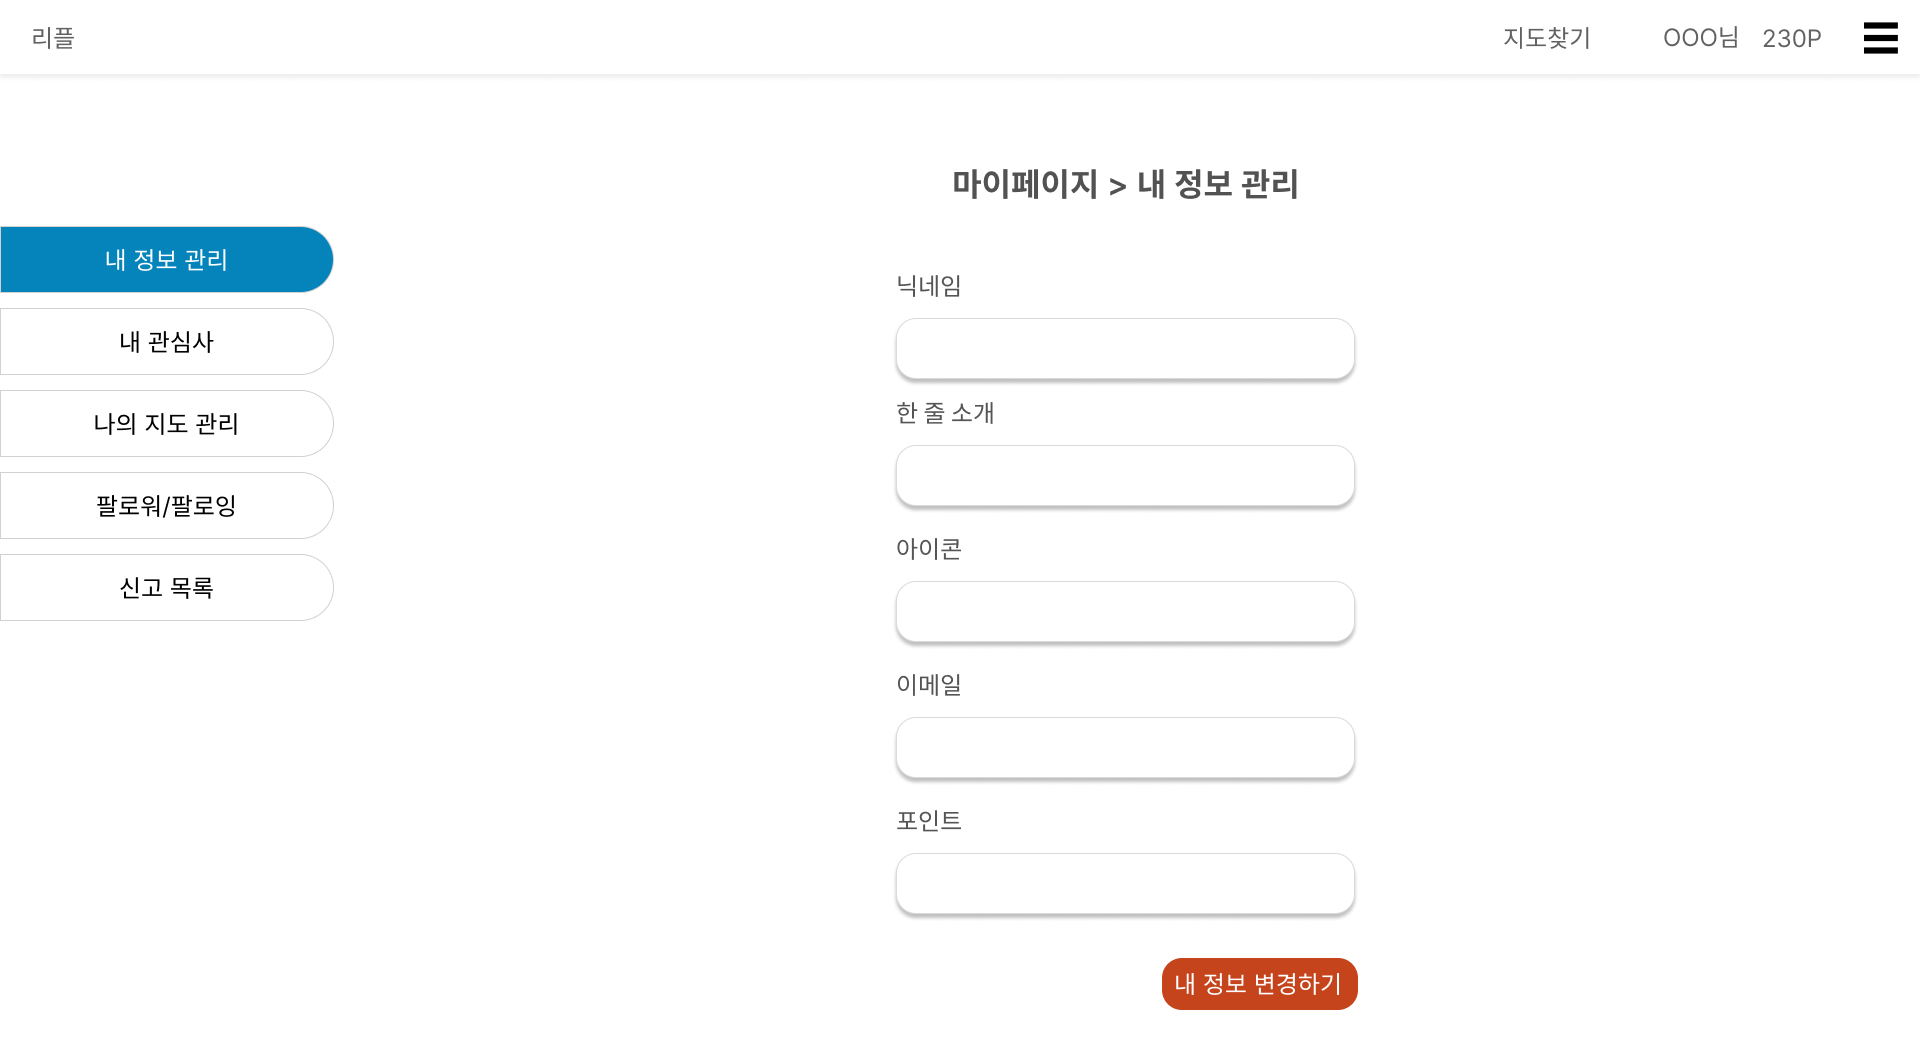 리플
지도찾기 OOO님 230P
마이페이지 > 내 정보 관리
내 정보 관리
내 관심사
나의 지도 관리
팔로워/팔로잉
신고 목록
닉네임
한 줄 소개
아이콘
이메일
포인트
내 정보 변경하기